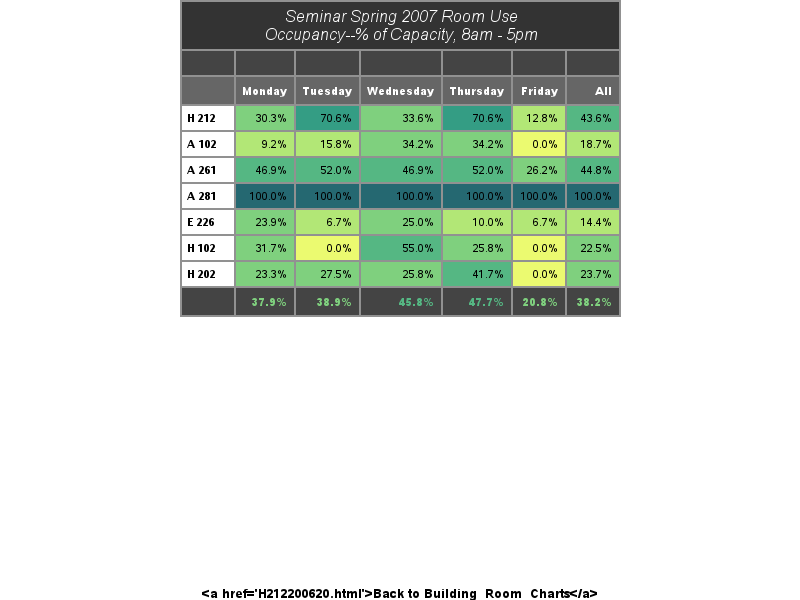 Seminar Spring 2007 Room Use
Occupancy--% of Capacity, 8am - 5pm
Monday Tuesday Wednesday Thursday Friday All
H 212 30.3% 70.6% 33.6% 70.6% 12.8% 43.6%
A 102 9.2% 15.8% 34.2% 34.2% 0.0% 18.7%
A 261 46.9% 52.0% 46.9% 52.0% 26.2% 44.8%
A 281 100.0% 100.0% 100.0% 100.0% 100.0% 100.0%
E 226 23.9% 6.7% 25.0% 10.0% 6.7% 14.4%
H 102 31.7% 0.0% 55.0% 25.8% 0.0% 22.5%
H 202 23.3% 27.5% 25.8% 41.7% 0.0% 23.7%
37.9% 38.9% 45.8% 47.7% 20.8% 38.2%
<a href='H212200620.html'>Back to Building_Room_Charts</a>